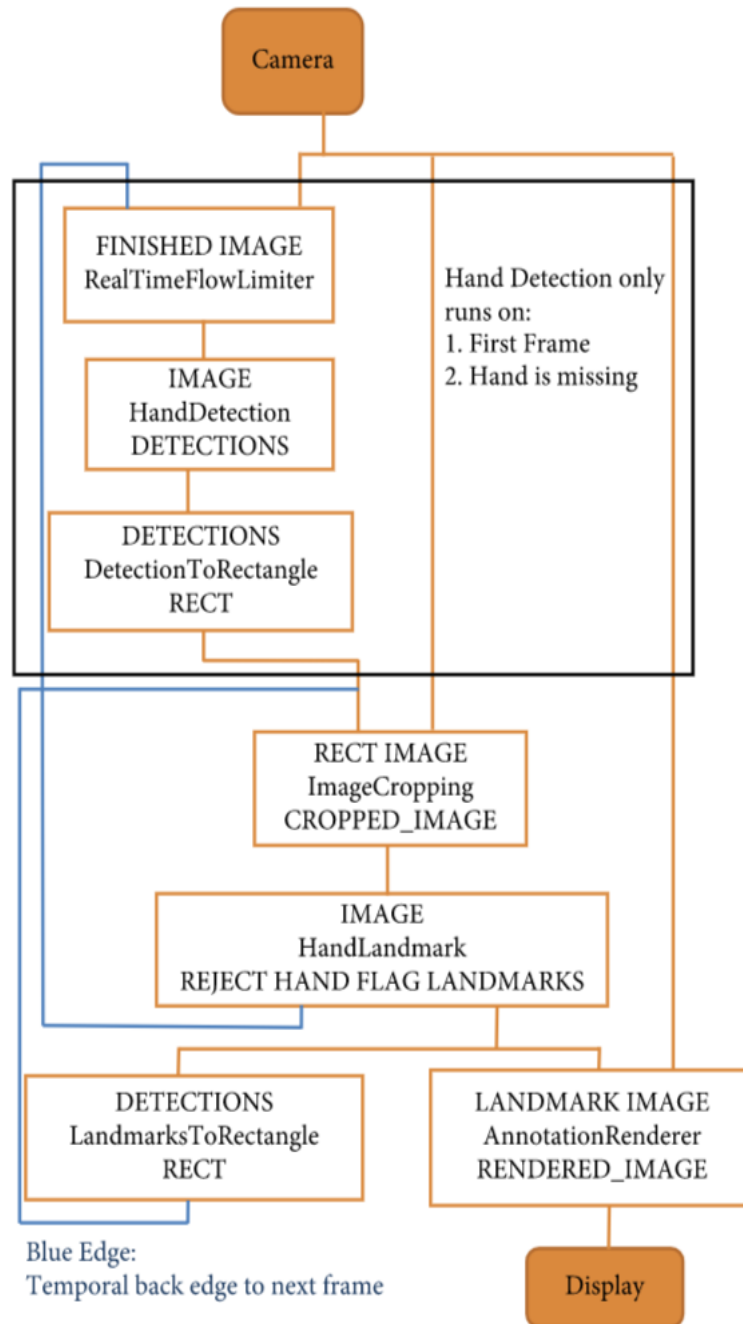 Camera
FINISHED IMAGE
RealTimeFlowLimiter
Hand Detection only
runs on:
1. First Frame
2. Hand is missing
IMAGE
HandDetection
DETECTIONS
DETECTIONS
DetectionToRectangle
RECT
RECT IMAGE
ImageCropping
CROPPED_IMAGE
IMAGE
HandLandmark
REJECT HAND FLAG LANDMARKS
DETECTIONS
LandmarksToRectangle
RECT
LANDMARK IMAGE
AnnotationRenderer
RENDERED_IMAGE
Blue Edge:
Temporal back edge to next frame
Display